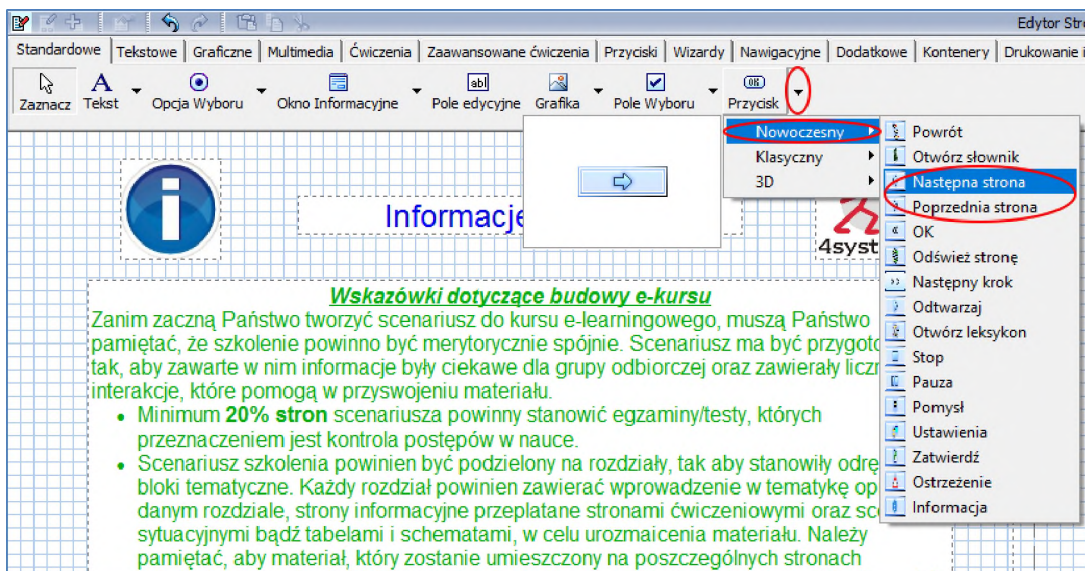 Edytor Stro
Standardowe Tekstowe Graficzne Multimedia Ćwiczenia Zaawansowane ćwiczenia Przyciski Wizardy Nawigacyjne Dodatkowe Kontenery Drukowanie i
Zaznacz Tekst Opcja Wyboru Okno Informacyjne Pole edycyjne Grafika Pole Wyboru Przycisk
Nowoczesny
Klasyczny
3D
Powrót
Otwórz słownik
Następna strona
Poprzednia strona
OK
Odśwież stronę
Następny krok
Odtwarzaj
Otwórz leksykon
Stop
Pauza
Pomysł
Ustawienia
Zatwierdź
Ostrzeżenie
Informacja
Informacje
4syst
Wskazówki dotyczące budowy e-kursu
Zanim zaczną Państwo tworzyć scenariusz do kursu e-learningowego, muszą Państwo
pamiętać, że szkolenie powinno być merytorycznie spójnie. Scenariusz ma być przygoto
tak, aby zawarte w nim informacje były ciekawe dla grupy odbiorczej oraz zawierały liczn
interakcje, które pomogą w przyswojeniu materiału.
• Minimum 20% stron scenariusza powinny stanowić egzaminy/testy, których
przeznaczeniem jest kontrola postępów w nauce.
• Scenariusz szkolenia powinien być podzielony na rozdziały, tak aby stanowiły odrę
bloki tematyczne. Każdy rozdział powinien zawierać wprowadzenie w tematykę op
danym rozdziale, strony informacyjne przeplatane stronami ćwiczeniowymi oraz sc
sytuacyjnymi bądź tabelami i schematami, w celu urozmaicenia materiału. Należy
pamiętać, aby materiał, który zostanie umieszczony na poszczególnych stronach